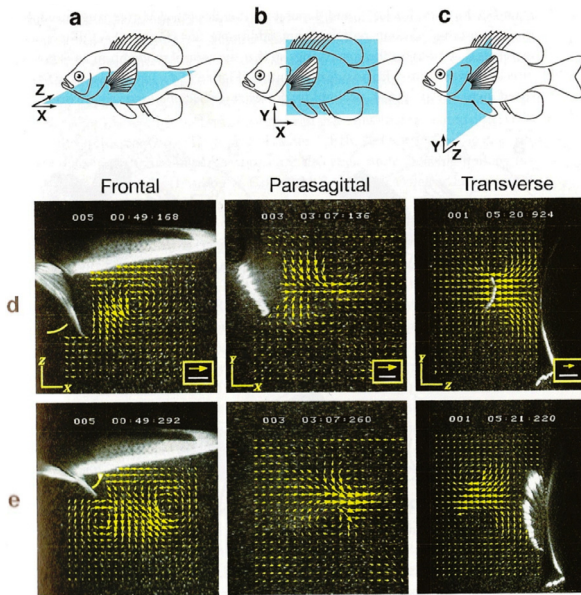 a b c
Z
X
Y
X
Y
Z
Frontal Parasagittal Transverse
d
005 00:49:168
003 03:07:136
001 05:20:924
Z
X
Y
X
Y
Z
e
005 00:49:292
003 03:07:260
001 05:21:220